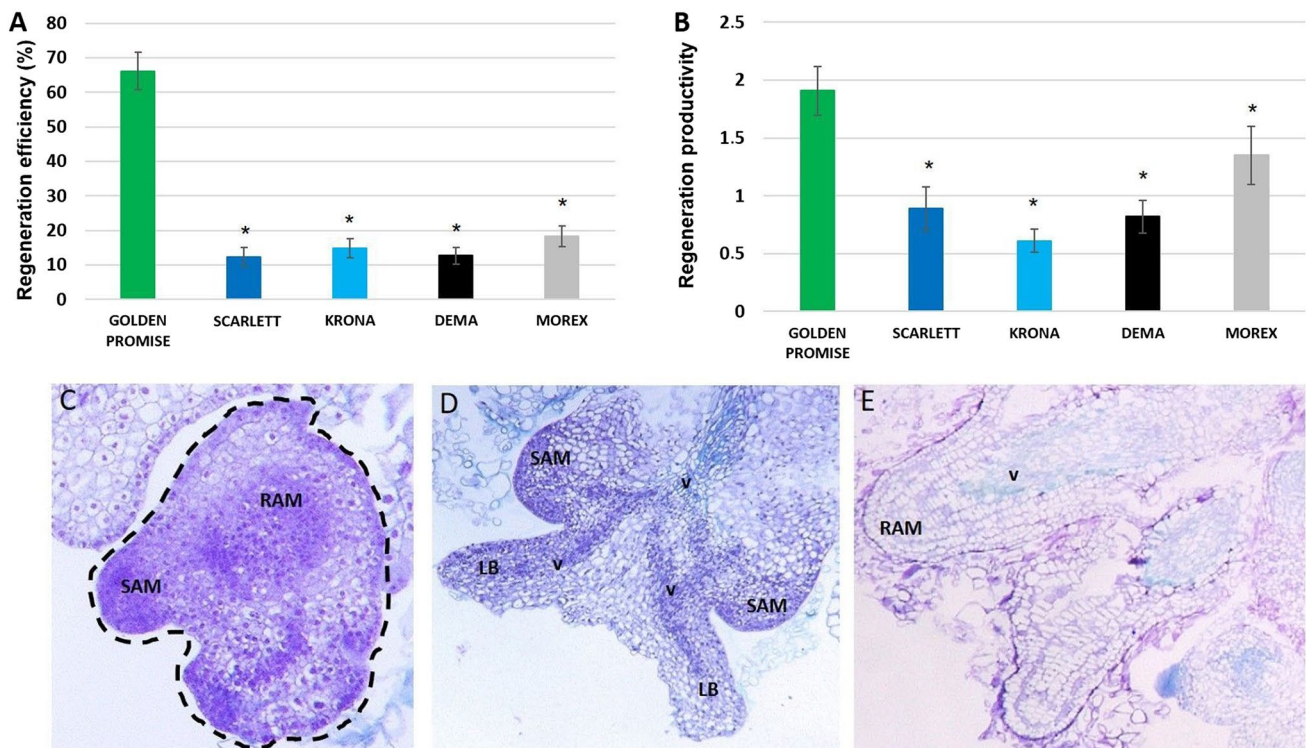 A
Regeneration efficiency (%)
80
70
60
50
40
30
20
10
0
*
*
*
*
GOLDEN
PROMISE
SCARLETT
KRONA
DEMA
MOREX
B
Regeneration productivity
2.5
2
1.5
1
0.5
0
*
*
*
*
GOLDEN
PROMISE
SCARLETT
KRONA
DEMA
MOREX
C
RAM
SAM
D
SAM
v
LB
v
v
SAM
LB
E
v
RAM